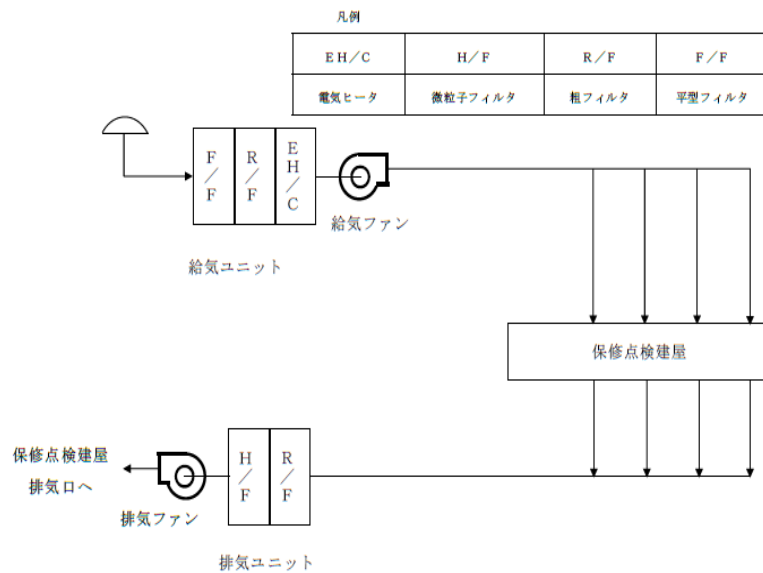 凡例
EH/C H/F R/F F/F
電気ヒータ 微粒子フィルタ 粗フィルタ 平型フィルタ
F/F R/F EH/C
給気ファン
給気ユニット
保修点検建屋
保修点検建屋
排気口へ
H/F R/F
排気ファン
排気ユニット